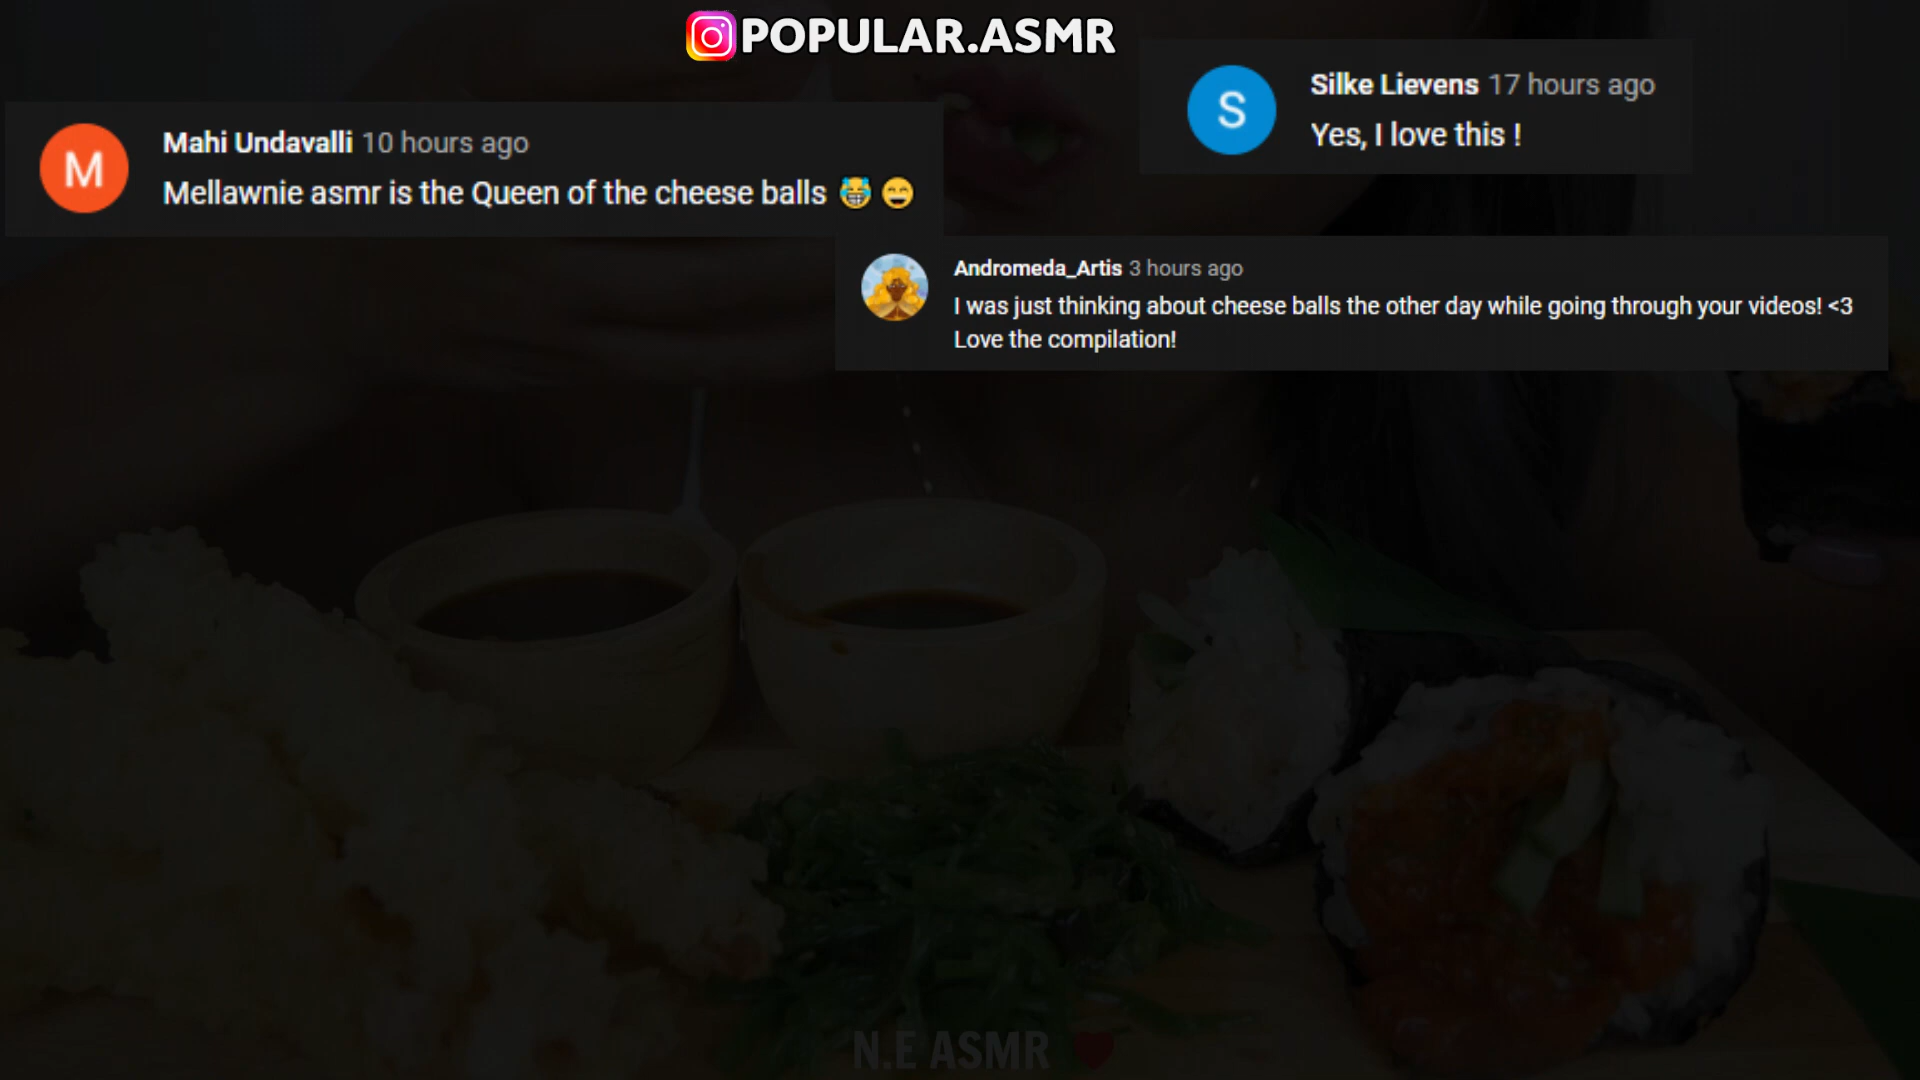 POPULAR.ASMR
Silke Lievens 17 hours ago
Yes, I love this !
Mahi Undavalli 10 hours ago
Mellawnie asmr is the Queen of the cheese balls 😹 😄
Andromeda_Artis 3 hours ago
I was just thinking about cheese balls the other day while going through your videos! <3
Love the compilation!
N.E ASMR ❤